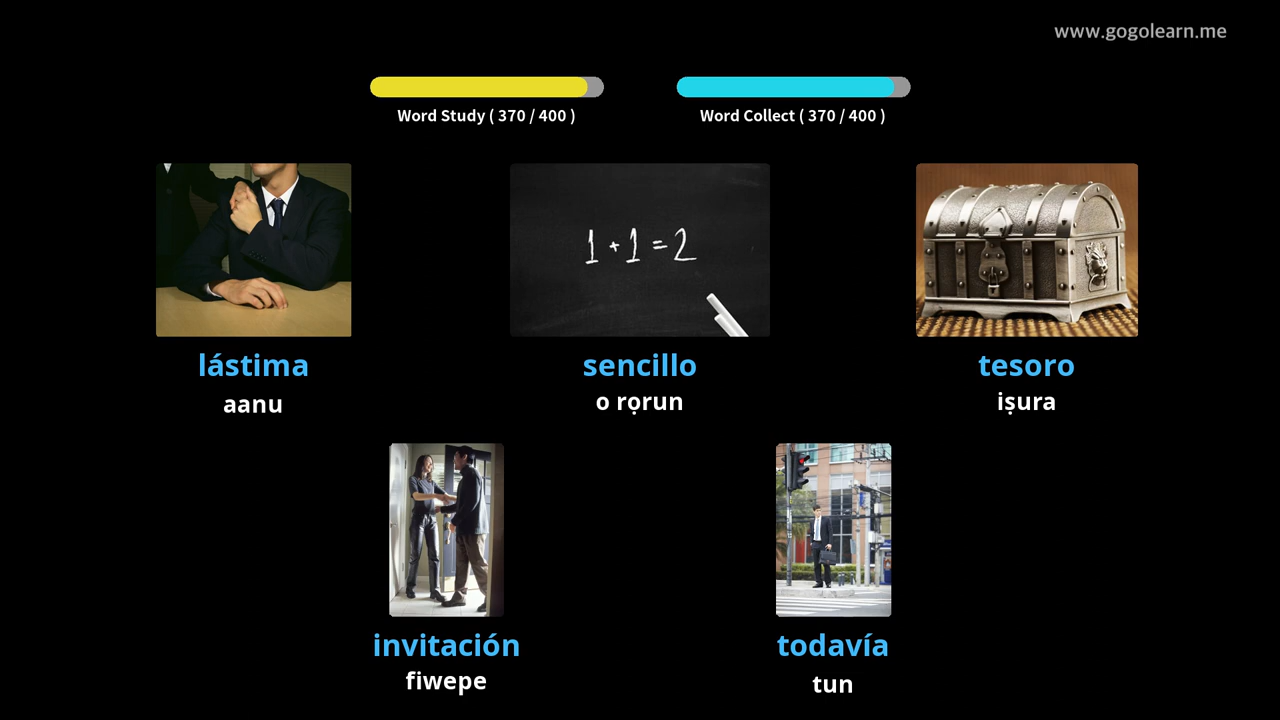 www.gogolearn.me
Word Study ( 370 / 400 )
Word Collect ( 370 / 400 )
1 + 1 = 2
lástima
aanu
sencillo
o rọrun
tesoro
iṣura
invitación
fiwepe
todavía
tun